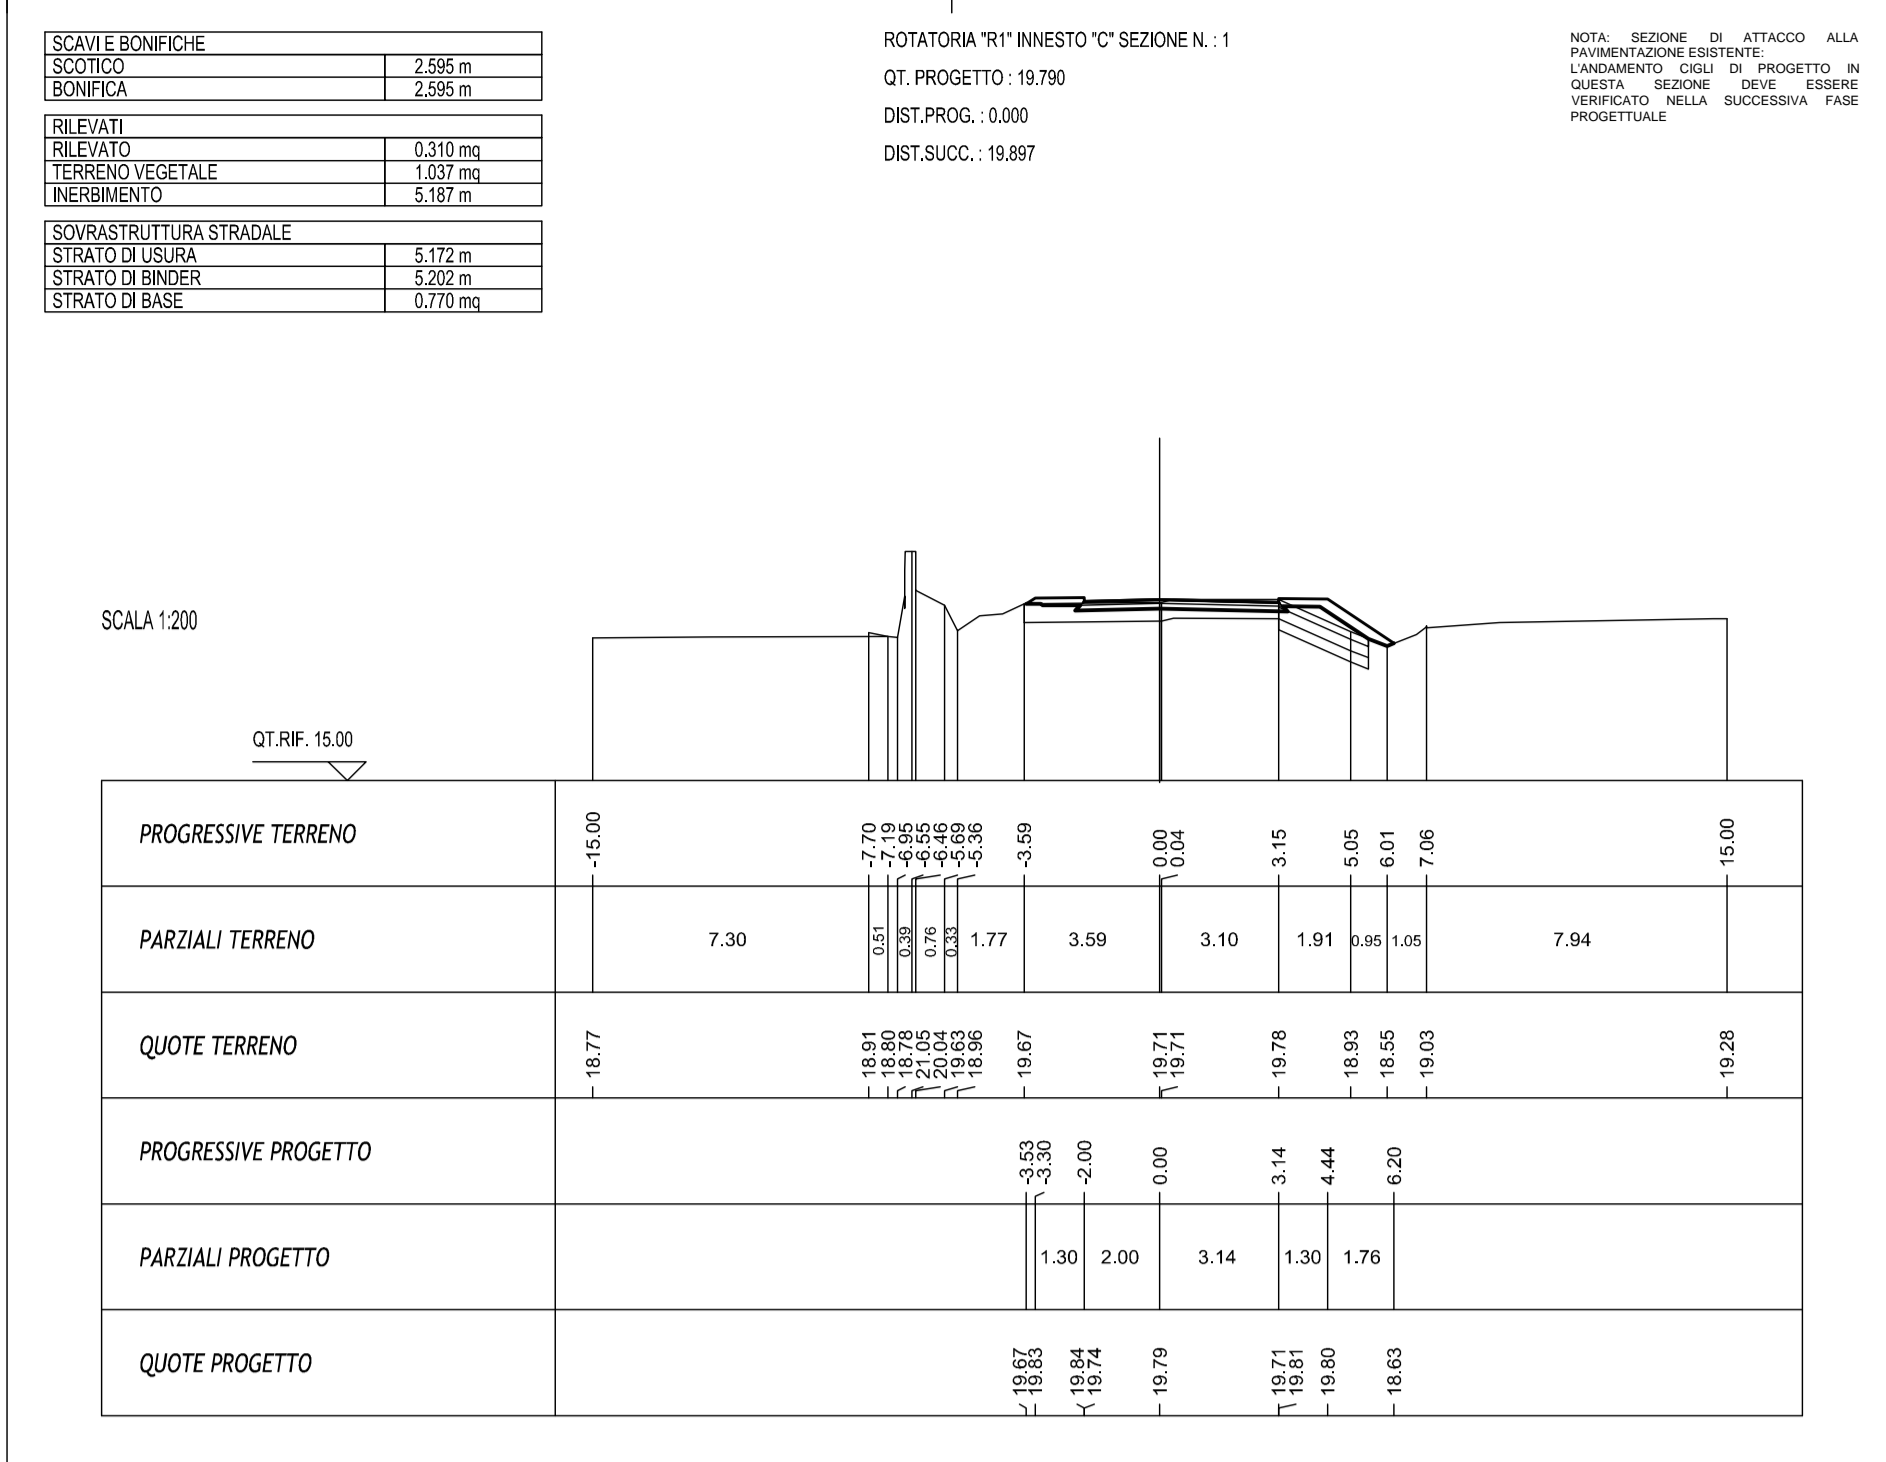 SCAVI E BONIFICHE
SCOTICO 2.595 m
BONIFICA 2.595 m
RILEVATI
RILEVATO 0.310 mq
TERRENO VEGETALE 1.037 mq
INERBIMENTO 5.187 m
SOVRASTRUTTURA STRADALE
STRATO DI USURA 5.172 m
STRATO DI BINDER 5.202 m
STRATO DI BASE 0.770 mq
ROTATORIA "R1" INNESTO "C" SEZIONE N. : 1
QT. PROGETTO : 19.790
DIST.PROG. : 0.000
DIST.SUCC. : 19.897
NOTA: SEZIONE DI ATTACCO ALLA
PAVIMENTAZIONE ESISTENTE:
L'ANDAMENTO CIGLI DI PROGETTO IN
QUESTA SEZIONE DEVE ESSERE
VERIFICATO NELLA SUCCESSIVA FASE
PROGETTUALE
SCALA 1:200
QT.RIF. 15.00
PROGRESSIVE TERRENO -15.00 -7.70 -7.19 -6.95 -6.55 -6.46 -5.69 -5.36 -3.59 0.00 0.04 3.15 5.05 6.01 7.06 15.00
PARZIALI TERRENO 7.30 0.51 0.39 0.76 0.33 1.77 3.59 3.10 1.91 0.95 1.05 7.94
QUOTE TERRENO 18.77 18.91 18.80 18.78 21.05 20.04 19.63 18.96 19.67 19.71 19.71 19.78 18.93 18.55 19.03 19.28
PROGRESSIVE PROGETTO -3.53 -3.30 -2.00 0.00 3.14 4.44 6.20
PARZIALI PROGETTO 1.30 2.00 3.14 1.30 1.76
QUOTE PROGETTO 19.67 19.83 19.84 19.74 19.79 19.71 19.81 19.80 18.63